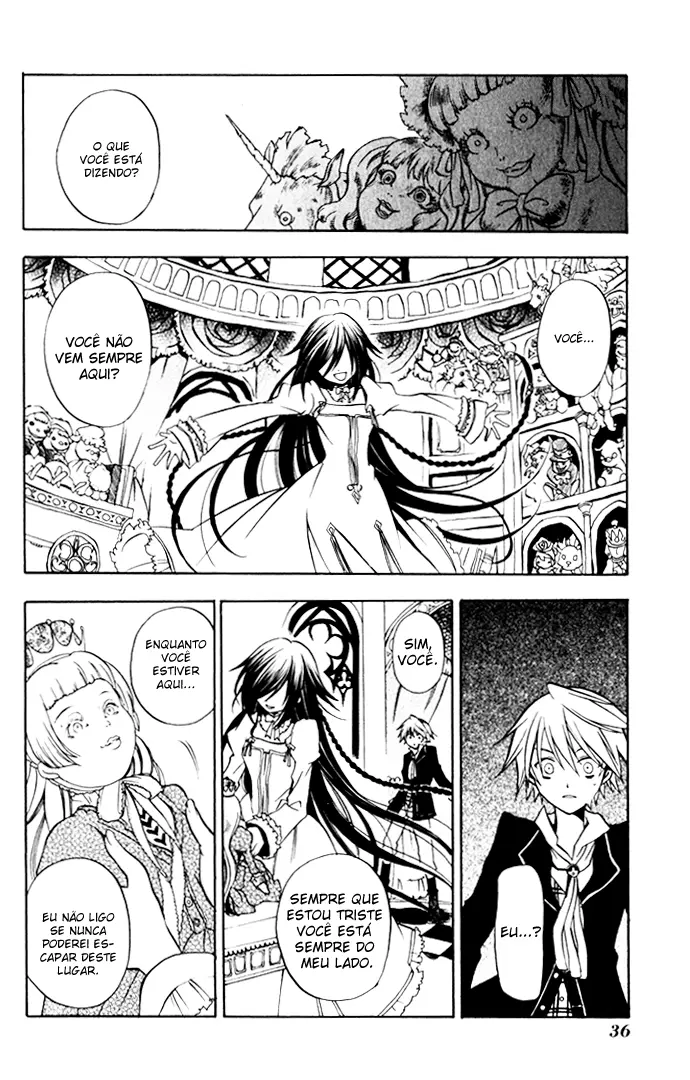 O QUE
VOCÊ ESTÁ
DIZENDO?
VOCÊ...
VOCÊ NÃO
VEM SEMPRE
AQUI?
EU...?
SIM,
VOCÊ.
SEMPRE QUE
ESTOU TRISTE
VOCÊ ESTÁ
SEMPRE DO
MEU LADO.
ENQUANTO
VOCÊ
ESTIVER
AQUI...
EU NÃO LIGO
SE NUNCA
PODEREI ES-
CAPAR DESTE
LUGAR.
36